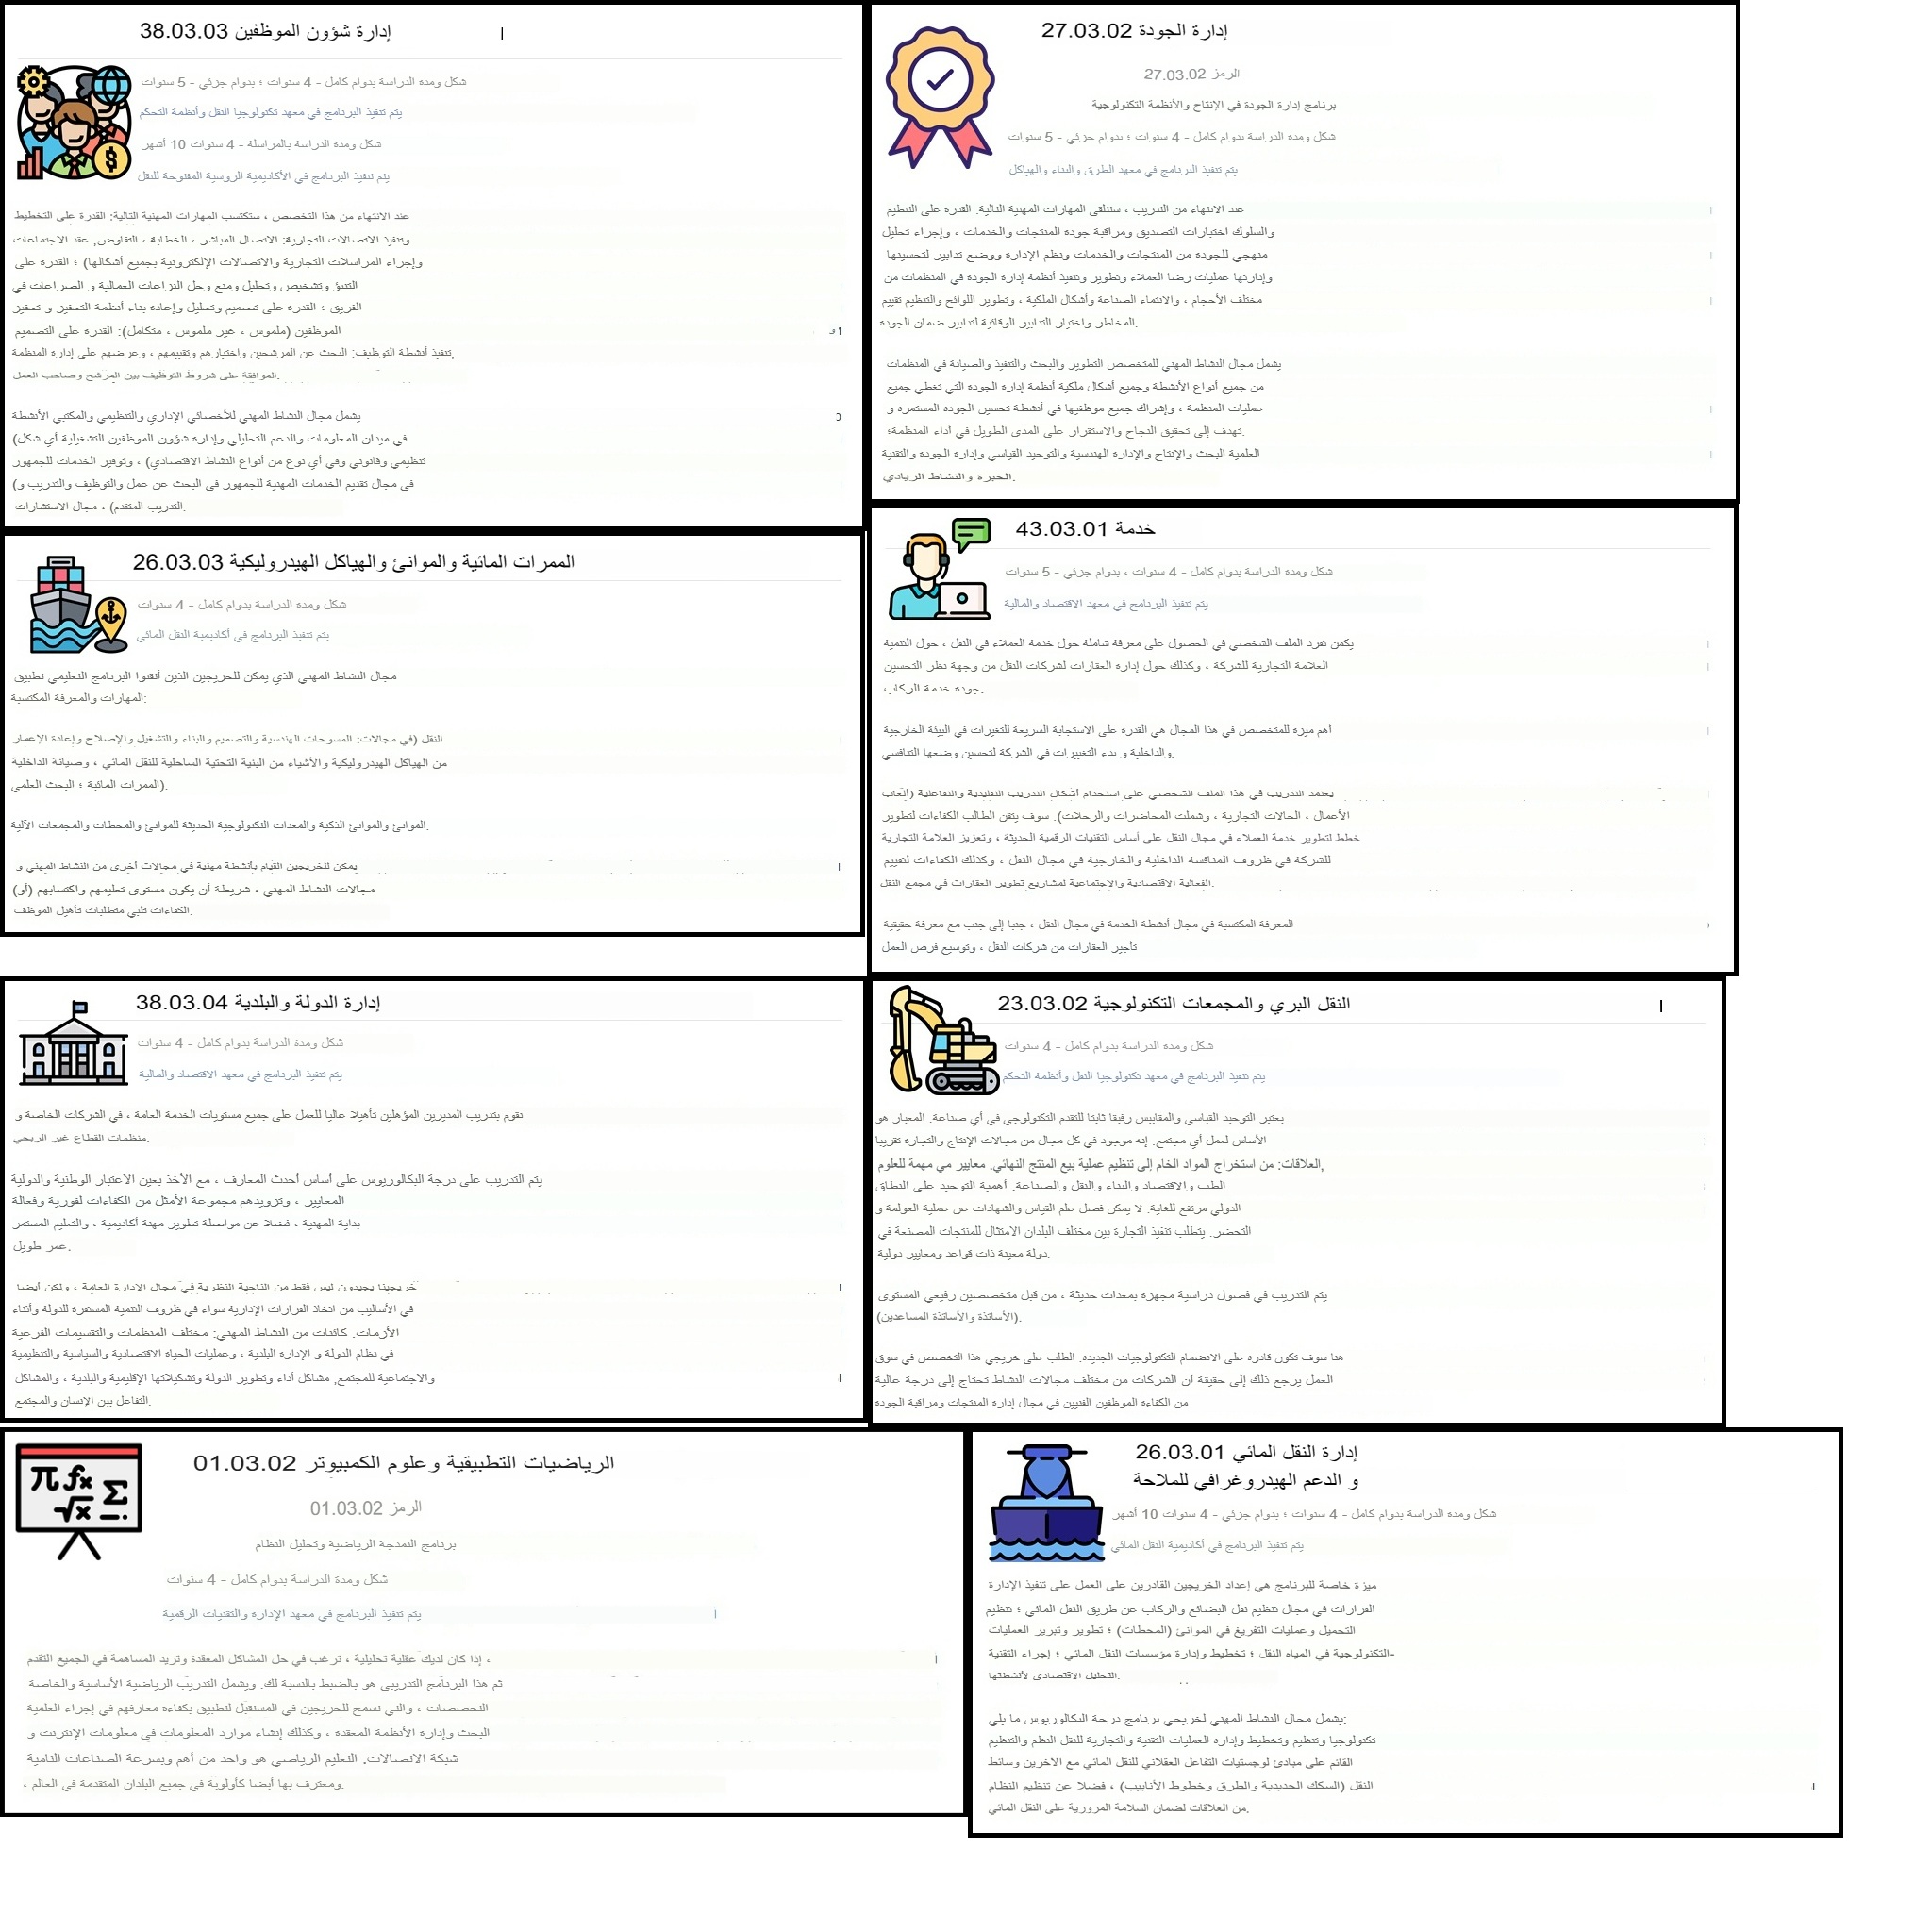 إدارة شؤون الموظفين 38.03.03
شكل ومدة الدراسة بدوام كامل - 4 سنوات ؛ بدوام جزئي - 5 سنوات
يتم تنفيذ البرنامج في معهد تكنولوجيا النقل وأنظمة التحكم
شكل ومدة الدراسة بالمراسلة - 4 سنوات 10 أشهر
يتم تنفيذ البرنامج في الأكاديمية الروسية المفتوحة للنقل
عند الانتهاء من هذا التخصص ، ستكتسب المهارات المهنية التالية: القدرة على التخطيط
وتنفيذ الاتصالات التجارية: الاتصال المباشر ، الخطابة ، التفاوض, عقد الاجتماعات
وإجراء المراسلات التجارية والاتصالات الإلكترونية بجميع أشكالها) ؛ القدرة على
التنبؤ وتشخيص وتحليل ومنع وحل النزاعات العمالية و الصراعات في
الفريق ؛ القدرة على تصميم وتحليل وإعادة بناء أنظمة التحفيز و تحفيز
الموظفين (ملموس ، غير ملموس ، متكامل): القدرة على التصميم
تنفيذ أنشطة التوظيف: البحث عن المرشحين واختيارهم وتقييمهم ، وعرضهم على إدارة المنظمة,
الموافقة على شروط التوظيف بين المرشح وصاحب العمل.
يشمل مجال النشاط المهني للأخصائي الإداري والتنظيمي والمكتبي الأنشطة
في ميدان المعلومات والدعم التحليلي وإدارة شؤون الموظفين التشغيلية أي شكل)
تنظيمي وقانوني وفي أي نوع من أنواع النشاط الاقتصادي) ، وتوفير الخدمات للجمهور
في مجال تقديم الخدمات المهنية للجمهور في البحث عن عمل والتوظيف والتدريب و)
التدريب المتقدم) ، مجال الاستشارات.
إدارة الجودة 27.03.02
الرمز 27.03.02
برنامج إدارة الجودة في الإنتاج والأنظمة التكنولوجية
شكل ومدة الدراسة بدوام كامل - 4 سنوات ؛ بدوام جزئي - 5 سنوات
يتم تنفيذ البرنامج في معهد الطرق والبناء والهياكل
عند الانتهاء من التدريب ، ستتلقى المهارات المهنية التالية: القدرة على التنظيم
والسلوك اختبارات التصديق ومراقبة جودة المنتجات والخدمات ، وإجراء تحليل
منهجي للجودة من المنتجات والخدمات ونظم الإدارة ووضع تدابير لتحسينها
وإدارتها عمليات رضا العملاء وتطوير وتنفيذ أنظمة إدارة الجودة في المنظمات من
مختلف الأحجام ، والانتماء الصناعة وأشكال الملكية ، وتطوير اللوائح والتنظيم تقييم
المخاطر واختيار التدابير الوقائية لتدابير ضمان الجودة.
يشمل مجال النشاط المهني للمتخصص التطوير والبحث والتنفيذ والصيانة في المنظمات
من جميع أنواع الأنشطة وجميع أشكال ملكية أنظمة إدارة الجودة التي تغطي جميع
عمليات المنظمة ، وإشراك جميع موظفيها في أنشطة تحسين الجودة المستمرة و
تهدف إلى تحقيق النجاح والاستقرار على المدى الطويل في أداء المنظمة؛.
العلمية البحث والإنتاج والإدارة الهندسية والتوحيد القياسي وإدارة الجودة والتقنية
الخبرة و النشاط الريادي.
الممرات المائية والموانئ والهياكل الهيدروليكية 26.03.03
شكل ومدة الدراسة بدوام كامل - 4 سنوات
يتم تنفيذ البرنامج في أكاديمية النقل المائي
مجال النشاط المهني الذي يمكن للخريجين الذين أتقنوا البرنامج التعليمي تطبيق
المهارات والمعرفة المكتسبة:
النقل (في مجالات: المسوحات الهندسية والتصميم والبناء والتشغيل والإصلاح وإعادة الإعمار
من الهياكل الهيدروليكية والأشياء من البنية التحتية الساحلية للنقل المائي ، وصيانة الداخلية
الممرات المائية ؛ البحث العلمي).
الموانئ والموانئ الذكية والمعدات التكنولوجية الحديثة للموانئ والمحطات والمجمعات الآلية.
يمكن للخريجين القيام بأنشطة مهنية في مجالات أخرى من النشاط المهني و
مجالات النشاط المهني ، شريطة أن يكون مستوى تعليمهم واكتسابهم (أو)
الكفاءات تلبي متطلبات تأهيل الموظف.
خدمة 43.03.01
شكل ومدة الدراسة بدوام كامل - 4 سنوات ، بدوام جزئي - 5 سنوات
يتم تنفيذ البرنامج في معهد الاقتصاد والمالية
يكمن تفرد الملف الشخصي في الحصول على معرفة شاملة حول خدمة العملاء في النقل ، حول التنمية
العلامة التجارية للشركة ، وكذلك حول إدارة العقارات لشركات النقل من وجهة نظر التحسين
جودة خدمة الركاب.
أهم ميزة للمتخصص في هذا المجال هي القدرة على الاستجابة السريعة للتغيرات في البيئة الخارجية
والداخلية و بدء التغييرات في الشركة لتحسين وضعها التنافسي.
يعتمد التدريب في هذا الملف الشخصي على استخدام أشكال التدريب التقليدية والتفاعلية (ألعاب
الأعمال ، الحالات التجارية ، وشملت المحاضرات والرحلات). سوف يتقن الطالب الكفاءات لتطوير
خطط لتطوير خدمة العملاء في مجال النقل على أساس التقنيات الرقمية الحديثة ، وتعزيز العلامة التجارية
للشركة في ظروف المنافسة الداخلية والخارجية في مجال النقل ، وكذلك الكفاءات لتقييم
الفعالية الاقتصادية والاجتماعية لمشاريع تطوير العقارات في مجمع النقل.
المعرفة المكتسبة في مجال أنشطة الخدمة في مجال النقل ، جنبا إلى جنب مع معرفة حقيقية
تأجير العقارات من شركات النقل ، وتوسيع فرص العمل
إدارة الدولة والبلدية 38.03.04
شكل ومدة الدراسة بدوام كامل - 4 سنوات
يتم تنفيذ البرنامج في معهد الاقتصاد والمالية
نقوم بتدريب المديرين المؤهلين تأهيلا عاليا للعمل على جميع مستويات الخدمة العامة ، في الشركات الخاصة و
منظمات القطاع غير الربحي.
يتم التدريب على درجة البكالوريوس على أساس أحدث المعارف ، مع الأخذ بعين الاعتبار الوطنية والدولية
المعايير ، وتزويدهم مجموعة الأمثل من الكفاءات لفورية وفعالة
بداية المهنية ، فضلا عن مواصلة تطوير مهنة أكاديمية ، والتعليم المستمر
عمر طويل.
خريجينا يجيدون ليس فقط من الناحية النظرية في مجال الإدارة العامة ، ولكن أيضا
في الأساليب من اتخاذ القرارات الإدارية سواء في ظروف التنمية المستقرة للدولة وأثناء
الأزمات. كائنات من النشاط المهني: مختلف المنظمات والتقسيمات الفرعية
في نظام الدولة و الإدارة البلدية ، وعمليات الحياة الاقتصادية والسياسية والتنظيمية
والاجتماعية للمجتمع, مشاكل أداء وتطوير الدولة وتشكيلاتها الإقليمية والبلدية ، والمشاكل
التفاعل بين الإنسان والمجتمع.
النقل البري والمجمعات التكنولوجية 23.03.02
شكل ومدة الدراسة بدوام كامل - 4 سنوات
يتم تنفيذ البرنامج في معهد تكنولوجيا النقل وأنظمة التحكم
يعتبر التوحيد القياسي والمقاييس رفيقا ثابتا للتقدم التكنولوجي في أي صناعة. المعيار هو
الأساس لعمل أي مجتمع. إنه موجود في كل مجال من مجالات الإنتاج والتجارة تقريبا
العلاقات: من استخراج المواد الخام إلى تنظيم عملية بيع المنتج النهائي. معايير مي مهمة للعلوم,
الطب والاقتصاد والبناء والنقل والصناعة. أهمية التوحيد على النطاق
الدولي مرتفع للغاية. لا يمكن فصل علم القياس والشهادات عن عملية العولمة و
التحضر. يتطلب تنفيذ التجارة بين مختلف البلدان الامتثال للمنتجات المصنعة في
دولة معينة ذات قواعد ومعايير دولية.
يتم التدريب في فصول دراسية مجهزة بمعدات حديثة ، من قبل متخصصين رفيعي المستوى
(الأساتذة والأساتذة المساعدين).
هنا سوف تكون قادرة على الانضمام التكنولوجيات الجديدة. الطلب على خريجي هذا التخصص في سوق
العمل يرجع ذلك إلى حقيقة أن الشركات من مختلف مجالات النشاط تحتاج إلى درجة عالية
من الكفاءة الموظفين الفنيين في مجال إدارة المنتجات ومراقبة الجودة.
الرياضيات التطبيقية وعلوم الكمبيوتر 01.03.02
الرمز 01.03.02
برنامج النمذجة الرياضية وتحليل النظام
شكل ومدة الدراسة بدوام كامل - 4 سنوات
يتم تنفيذ البرنامج في معهد الإدارة والتقنيات الرقمية
، إذا كان لديك عقلية تحليلية ، ترغب في حل المشاكل المعقدة وتريد المساهمة في الجميع التقدم
ثم هذا البرنامج التدريبي هو بالضبط بالنسبة لك. ويشمل التدريب الرياضية الأساسية والخاصة
التخصصات ، والتي تسمح للخريجين في المستقبل لتطبيق بكفاءة معارفهم في إجراء العلمية
البحث وإدارة الأنظمة المعقدة ، وكذلك إنشاء موارد المعلومات في معلومات الإنترنت و
شبكة الاتصالات. التعليم الرياضي هو واحد من أهم وبسرعة الصناعات النامية
ومعترف بها أيضا كأولوية في جميع البلدان المتقدمة في العالم ،.
إدارة النقل المائي 26.03.01
و الدعم الهيدروغرافي للملاحة
شكل ومدة الدراسة بدوام كامل - 4 سنوات ؛ بدوام جزئي - 4 سنوات 10 أشهر
يتم تنفيذ البرنامج في أكاديمية النقل المائي
ميزة خاصة للبرنامج هي إعداد الخريجين القادرين على العمل على تنفيذ الإدارة
القرارات في مجال تنظيم نقل البضائع والركاب عن طريق النقل المائي ؛ تنظيم
التحميل وعمليات التفريغ في الموانئ (المحطات) ؛ تطوير وتبرير العمليات
التكنولوجية في المياه النقل ؛ تخطيط وإدارة مؤسسات النقل المائي ؛ إجراء التقنية-
التحليل الاقتصادي لأنشطتها.
يشمل مجال النشاط المهني لخريجي برنامج درجة البكالوريوس ما يلي:
تكنولوجيا وتنظيم وتخطيط وإدارة العمليات التقنية والتجارية للنقل النظم والتنظيم
القائم على مبادئ لوجستيات التفاعل العقلاني للنقل المائي مع الآخرين وسائط
النقل (السكك الحديدية والطرق وخطوط الأنابيب) ، فضلا عن تنظيم النظام
من العلاقات لضمان السلامة المرورية على النقل المائي.